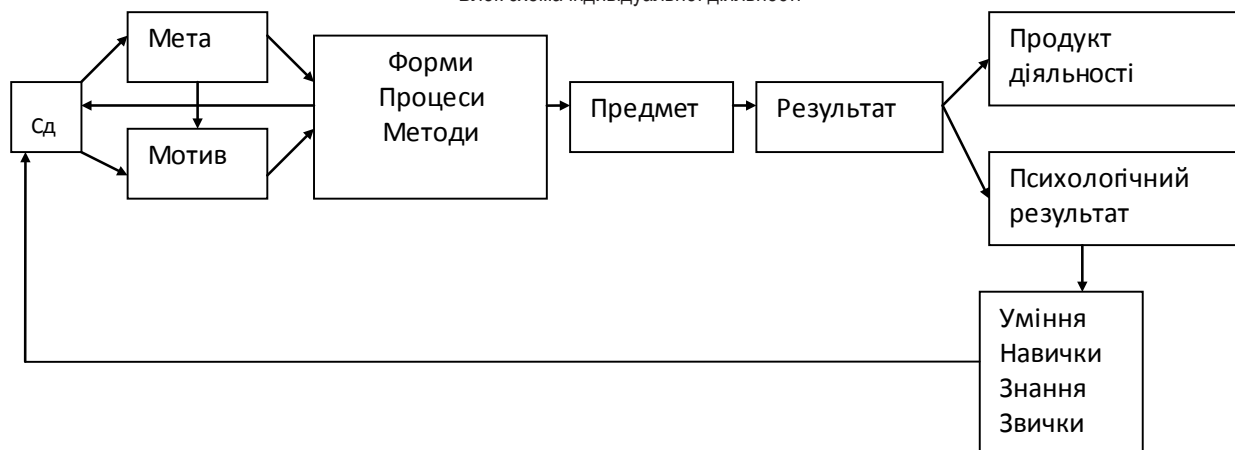 Мета
Форми
Процеси
Методи
Продукт
діяльності
Сд
Предмет
Результат
Мотив
Психологічний
результат
Уміння
Навички
Знання
Звички